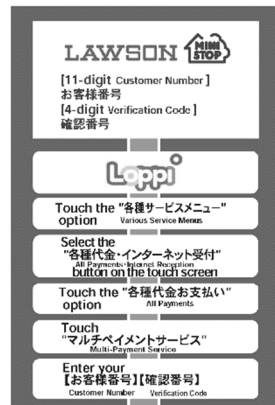 LAWSON MINI STOP
[11-digit Customer Number]
お客様番号
[4-digit Verification Code]
確認番号
Loppi
Touch the "各種サービスメニュー"
option Various Service Menus
Select the
"各種代金・インターネット受付"
All Payments・Internet Reception
button on the touch screen
Touch the "各種代金お支払い"
option All Payments
Touch
"マルチペイメントサービス"
Multi-Payment Service
Enter your
【お客様番号】【確認番号】
Customer Number Verification Code